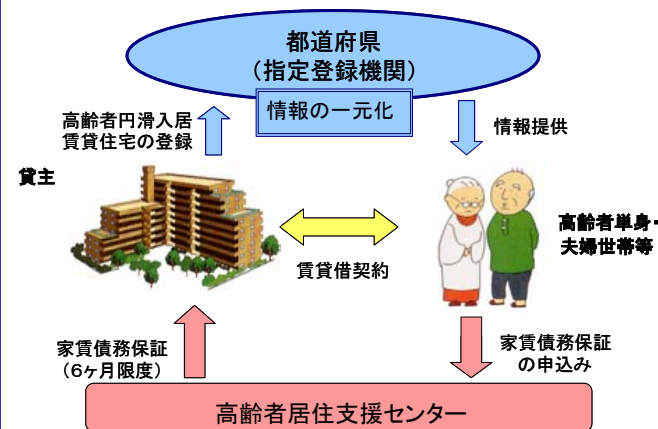 都道府県
(指定登録機関)
情報の一元化
高齢者円滑入居
賃貸住宅の登録
情報提供
貸主
高齢者単身・
夫婦世帯等
賃貸借契約
家賃債務保証
(6ヶ月限度)
家賃債務保証
の申込み
高齢者居住支援センター